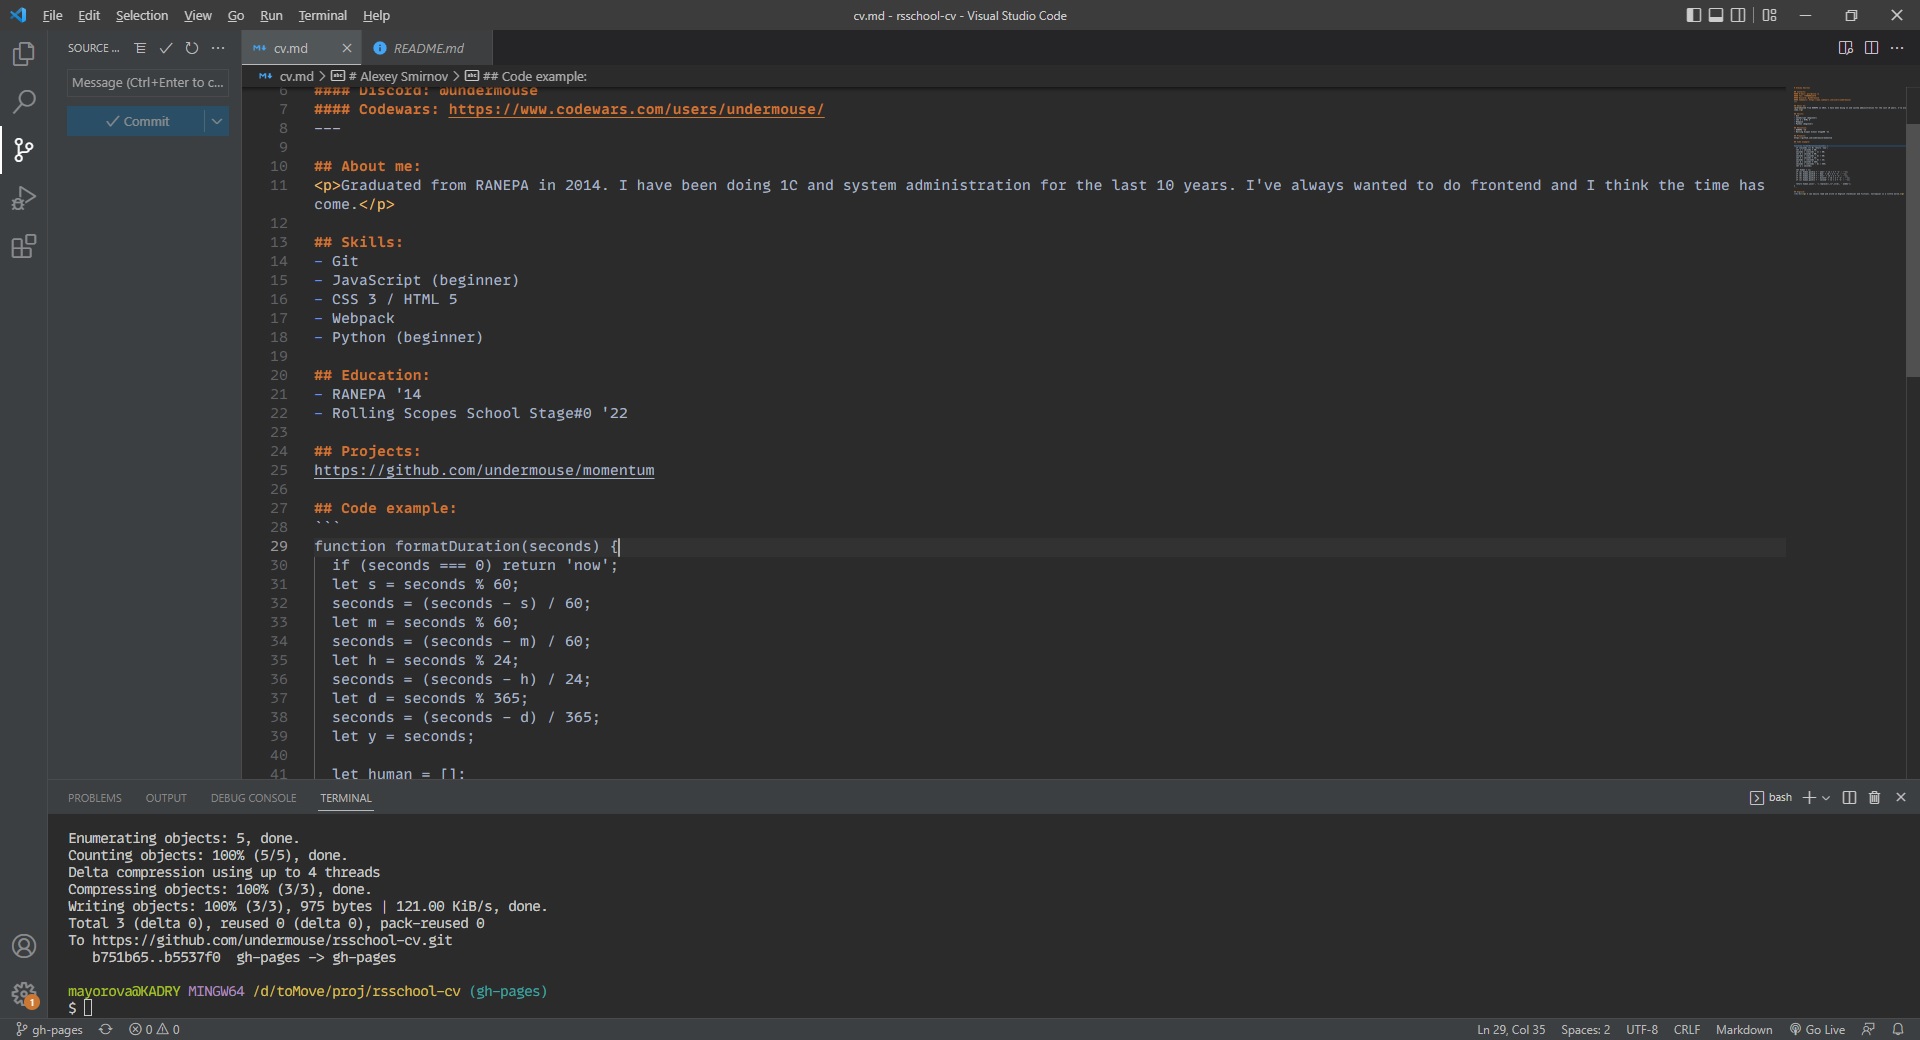 File Edit Selection View Go Run Terminal Help
cv.md - rsschool-cv - Visual Studio Code
SOURCE ...
cv.md
README.md
Message (Ctrl+Enter to c...
cv.md > # Alexey Smirnov > ## Code example:
Commit
6 #### Discord: @undermouse
7 #### Codewars: https://www.codewars.com/users/undermouse/
8 ---
9
10 ## About me:
11 <p>Graduated from RANEPA in 2014. I have been doing 1C and system administration for the last 10 years. I've always wanted to do frontend and I think the time has
come.</p>
12
13 ## Skills:
14 - Git
15 - JavaScript (beginner)
16 - CSS 3 / HTML 5
17 - Webpack
18 - Python (beginner)
19
20 ## Education:
21 - RANEPA '14
22 - Rolling Scopes School Stage#0 '22
23
24 ## Projects:
25 https://github.com/undermouse/momentum
26
27 ## Code example:
28 ```
29 function formatDuration(seconds) {
30 if (seconds === 0) return 'now';
31 let s = seconds % 60;
32 seconds = (seconds - s) / 60;
33 let m = seconds % 60;
34 seconds = (seconds - m) / 60;
35 let h = seconds % 24;
36 seconds = (seconds - h) / 24;
37 let d = seconds % 365;
38 seconds = (seconds - d) / 365;
39 let y = seconds;
40
41 let human = [];
PROBLEMS OUTPUT DEBUG CONSOLE TERMINAL
bash
Enumerating objects: 5, done.
Counting objects: 100% (5/5), done.
Delta compression using up to 4 threads
Compressing objects: 100% (3/3), done.
Writing objects: 100% (3/3), 975 bytes | 121.00 KiB/s, done.
Total 3 (delta 0), reused 0 (delta 0), pack-reused 0
To https://github.com/undermouse/rsschool-cv.git
b751b65..b5537f0 gh-pages -> gh-pages
mayorova@KADRY MINGW64 /d/toMove/proj/rsschool-cv (gh-pages)
$
1
gh-pages 0 0
Ln 29, Col 35 Spaces: 2 UTF-8 CRLF Markdown Go Live